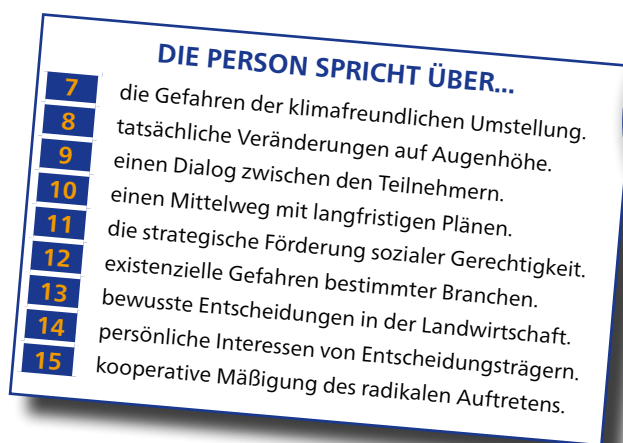 DIE PERSON SPRICHT ÜBER...
7 die Gefahren der klimafreundlichen Umstellung.
8 tatsächliche Veränderungen auf Augenhöhe.
9 einen Dialog zwischen den Teilnehmern.
10 einen Mittelweg mit langfristigen Plänen.
11 die strategische Förderung sozialer Gerechtigkeit.
12 existenzielle Gefahren bestimmter Branchen.
13 bewusste Entscheidungen in der Landwirtschaft.
14 persönliche Interessen von Entscheidungsträgern.
15 kooperative Mäßigung des radikalen Auftretens.